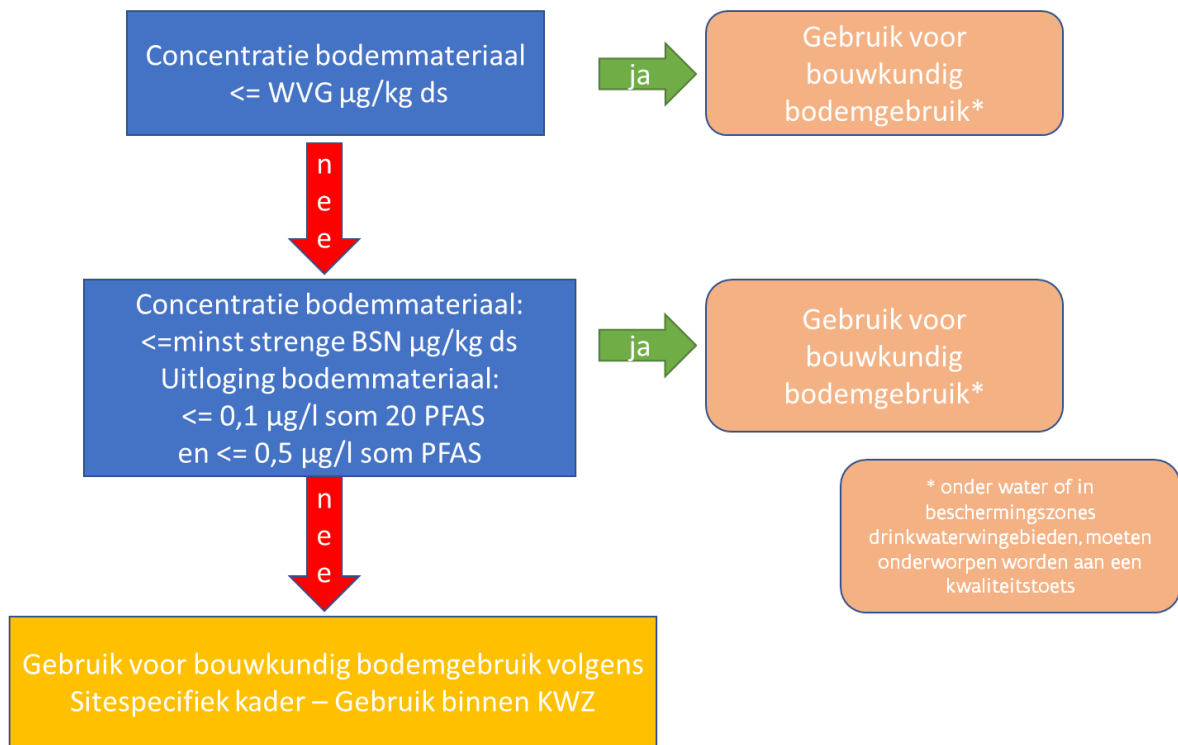 Concentratie bodemmateriaal
<= WVG µg/kg ds
ja
Gebruik voor
bouwkundig
bodemgebruik*
n
e
e
Concentratie bodemmateriaal:
<=minst strenge BSN µg/kg ds
Uitloging bodemmateriaal:
<= 0,1 µg/l som 20 PFAS
en <= 0,5 µg/l som PFAS
ja
Gebruik voor
bouwkundig
bodemgebruik*
* onder water of in
beschermingszones
drinkwaterwingebieden, moeten
onderworpen worden aan een
kwaliteitstoets
n
e
e
Gebruik voor bouwkundig bodemgebruik volgens
Sitespecifiek kader – Gebruik binnen KWZ